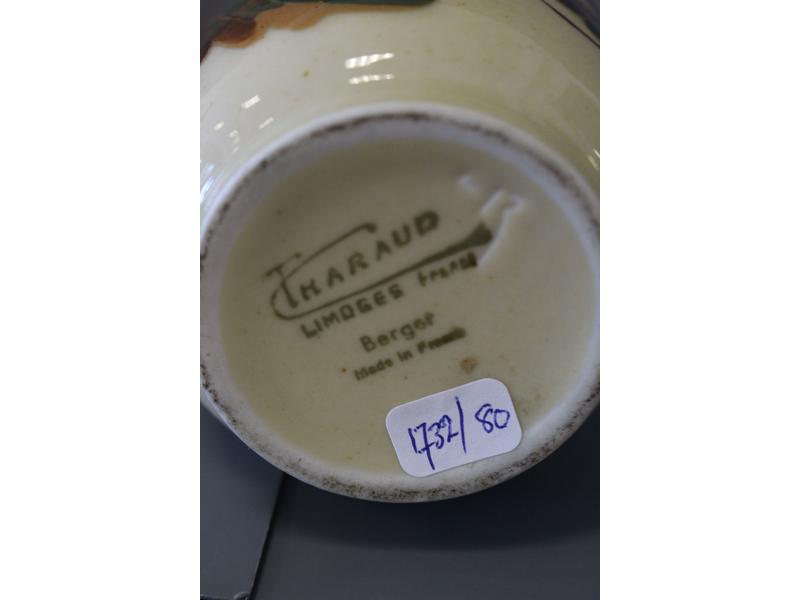 THARAUD
LIMOGES France
Berger
Made in France
1732/80